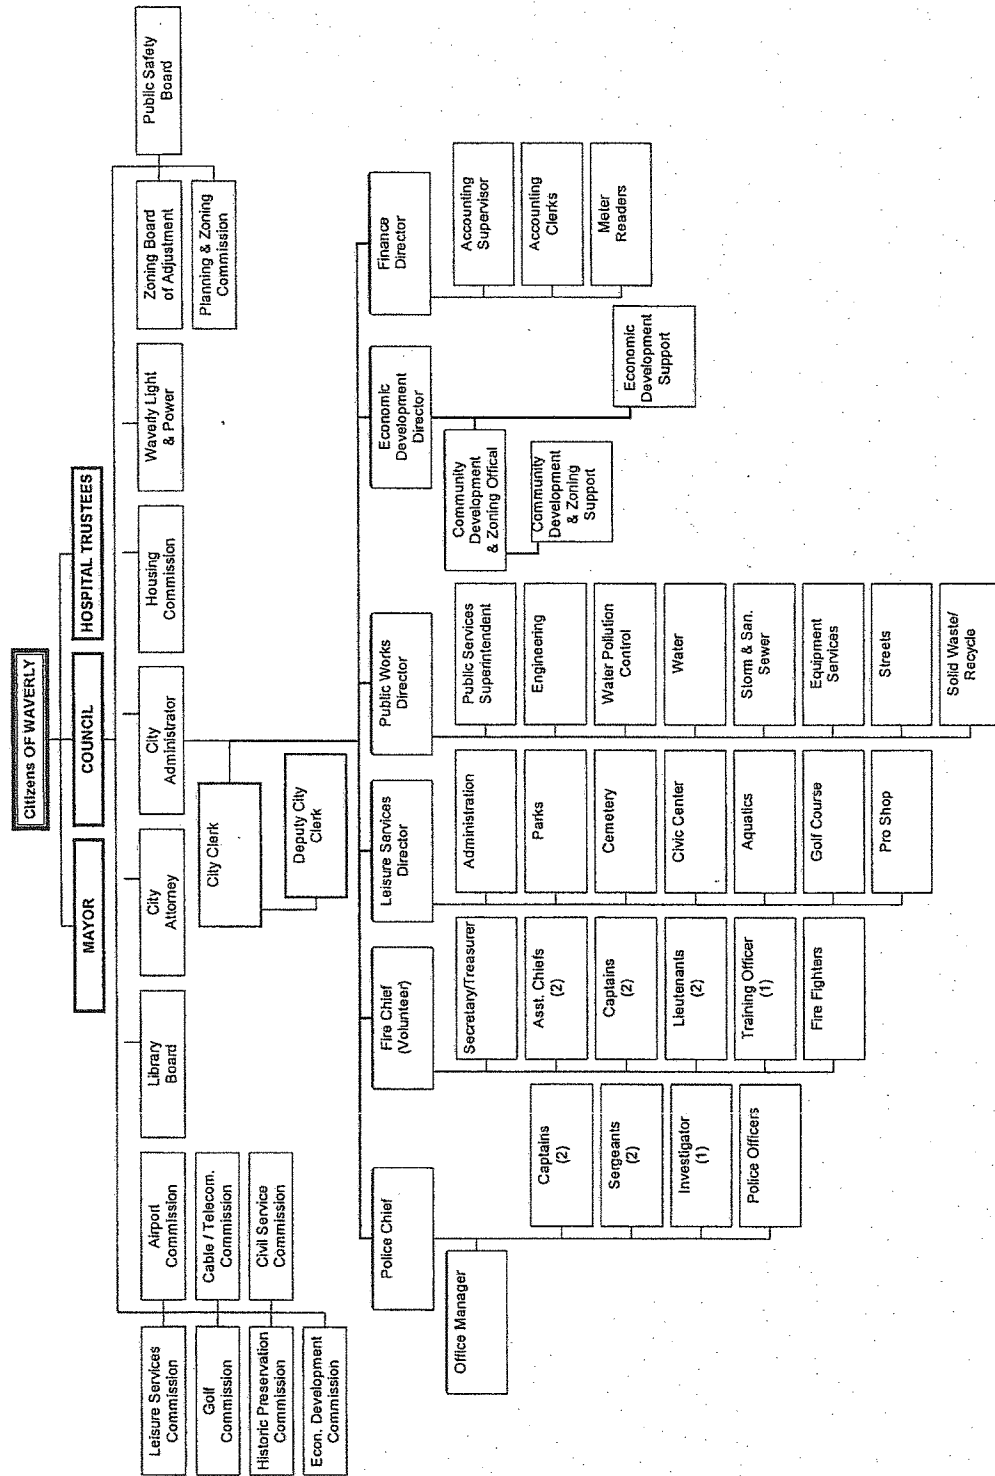 Citizens OF WAVERLY
MAYOR
COUNCIL
HOSPITAL TRUSTEES
Leisure Services
Commission
Airport
Commission
Golf
Commission
Cable / Telecom.
Commission
Historic Preservation
Commission
Civil Service
Commission
Econ. Development
Commission
Library
Board
City
Attorney
City
Administrator
Housing
Commission
Waverly Light
& Power
Zoning Board
of Adjustment
Planning & Zoning
Commission
Public Safety
Board
City Clerk
Deputy City
Clerk
Police Chief
Office Manager
Captains
(2)
Sergeants
(2)
Investigator
(1)
Police Officers
Fire Chief
(Volunteer)
Secretary/Treasurer
Asst. Chiefs
(2)
Captains
(2)
Lieutenants
(2)
Training Officer
(1)
Fire Fighters
Leisure Services
Director
Administration
Parks
Cemetery
Civic Center
Aquatics
Golf Course
Pro Shop
Public Works
Director
Public Services
Superintendent
Engineering
Water Pollution
Control
Water
Storm & San.
Sewer
Equipment
Services
Streets
Solid Waste/
Recycle
Economic
Development
Director
Community
Development
& Zoning Offical
Community
Development
& Zoning
Support
Economic
Development
Support
Finance
Director
Accounting
Supervisor
Accounting
Clerks
Meter
Readers